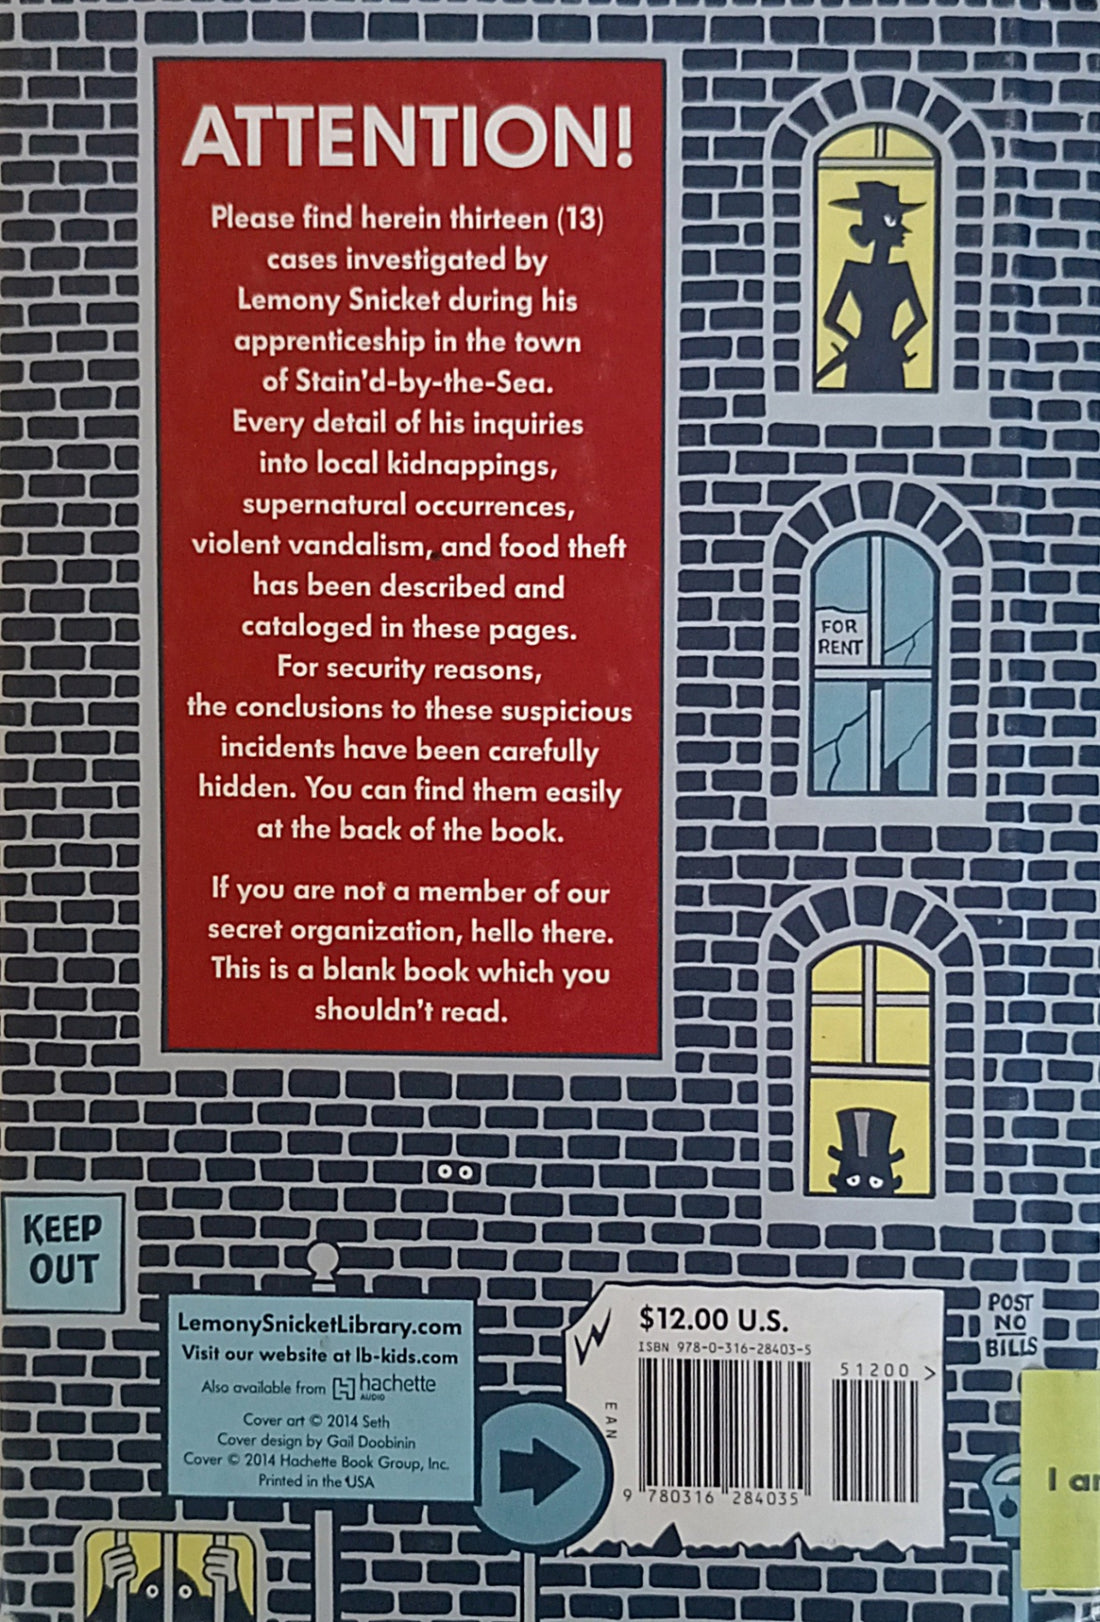 ATTENTION!
Please find herein thirteen (13)
cases investigated by
Lemony Snicket during his
apprenticeship in the town
of Stain'd-by-the-Sea.
Every detail of his inquiries
into local kidnappings,
supernatural occurrences,
violent vandalism, and food theft
has been described and
cataloged in these pages.
For security reasons,
the conclusions to these suspicious
incidents have been carefully
hidden. You can find them easily
at the back of the book.
If you are not a member of our
secret organization, hello there.
This is a blank book which you
shouldn't read.
FOR
RENT
KEEP
OUT
LemonySnicketLibrary.com
Visit our website at lb-kids.com
Also available from hachette
AUDIO
Cover art © 2014 Seth
Cover design by Gail Doobinin
Cover © 2014 Hachette Book Group, Inc.
Printed in the USA
$12.00 U.S.
ISBN 978-0-316-28403-5
51200 >
EAN
9 780316 284035
POST
NO
BILLS
I